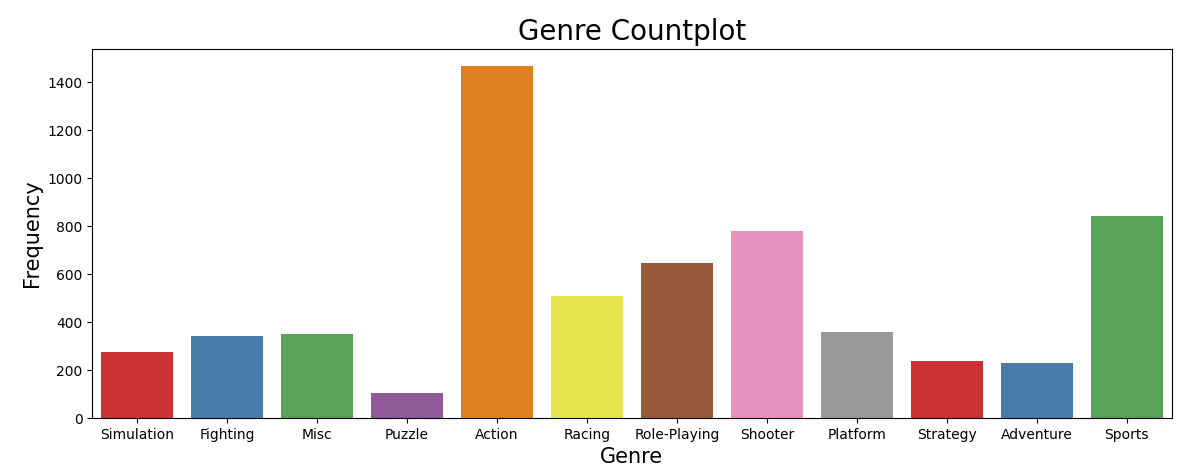 Genre Countplot
Frequency
1400
1200
1000
800
600
400
200
0
Simulation Fighting Misc Puzzle Action Racing Role-Playing Shooter Platform Strategy Adventure Sports
Genre